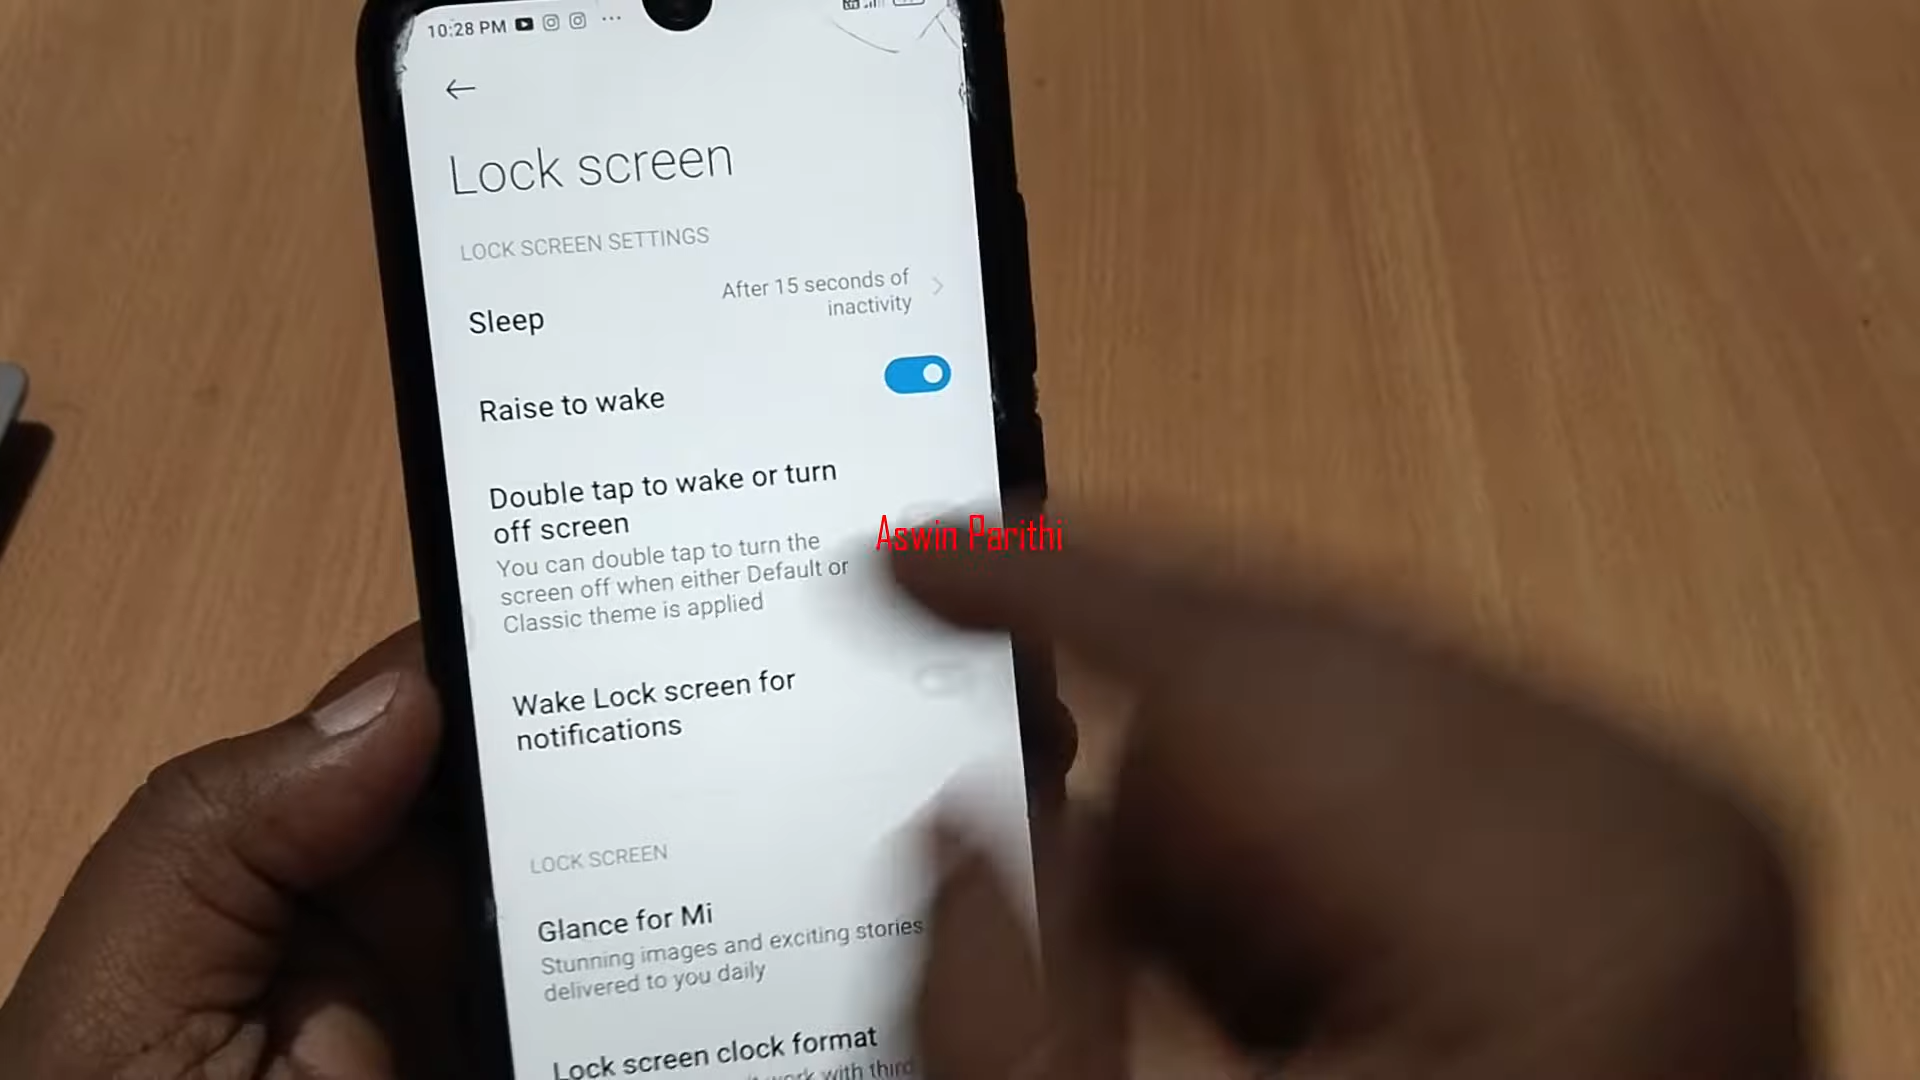 10:28 PM
Lock screen
LOCK SCREEN SETTINGS
After 15 seconds of
inactivity
Sleep
Raise to wake
Double tap to wake or turn
off screen
You can double tap to turn the
screen off when either Default or
Classic theme is applied
Aswin Parithi
Wake Lock screen for
notifications
LOCK SCREEN
Glance for Mi
Stunning images and exciting stories
delivered to you daily
Lock screen clock format
work with third